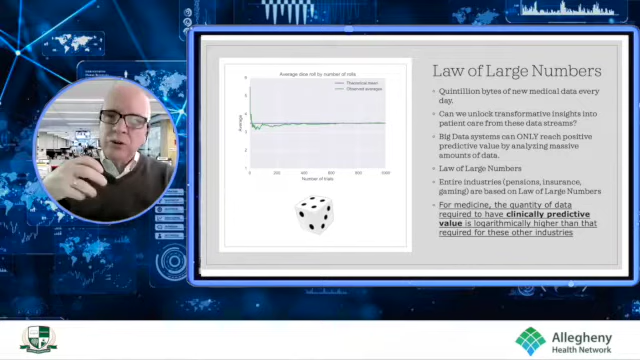 Law of Large Numbers
Average dice roll by number of rolls
Theoretical mean
Observed averages
Average
Number of trials
Quintillion bytes of new medical data every
day.
Can we unlock transformative insights into
patient care from these data streams?
Big Data systems can ONLY reach positive
predictive value by analyzing massive
amounts of data.
Law of Large Numbers
Entire industries (pensions, insurance,
gaming) are based on Law of Large Numbers
For medicine, the quantity of data
required to have clinically predictive
value is logarithmically higher than that
required for these other industries
Allegheny
Health Network